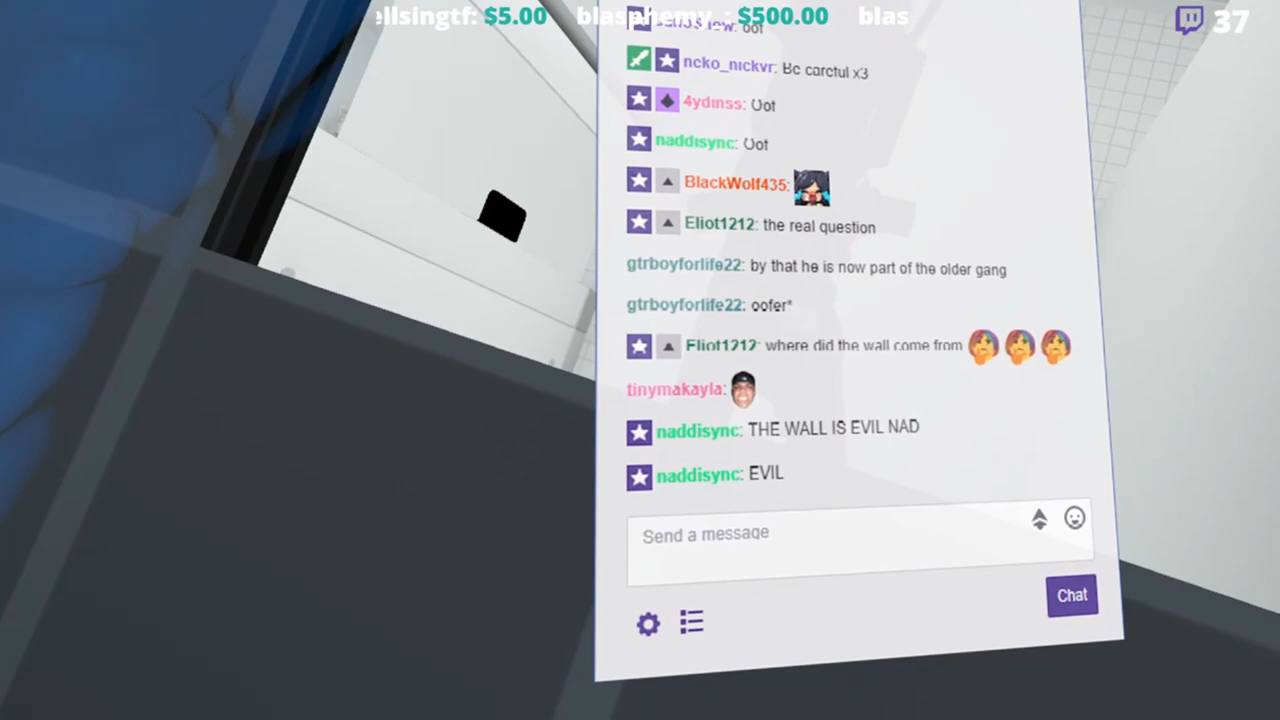 ellsingtf: $5.00 blasphemy_: $500.00 blas
37
oof
neko_nickvr: Be careful x3
4ydinss: Oof
naddisync: Oof
BlackWolf435:
Eliot1212: the real question
gtrboyforlife22: by that he is now part of the older gang
gtrboyforlife22: oofer*
Eliot1212: where did the wall come from
tinymakayla:
naddisync: THE WALL IS EVIL NAD
naddisync: EVIL
Send a message
Chat